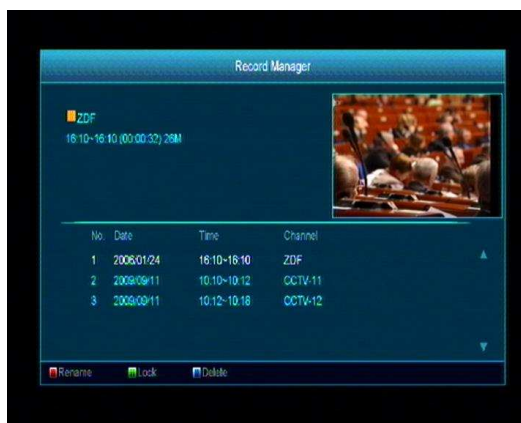 Record Manager
ZDF
16:10~16:10 (00:00:32) 26M
No. Date Time Channel
1 2006/01/24 16:10~16:10 ZDF
2 2009/09/11 10:10~10:12 CCTV-11
3 2009/09/11 10:12~10:18 CCTV-12
Rename Lock Delete